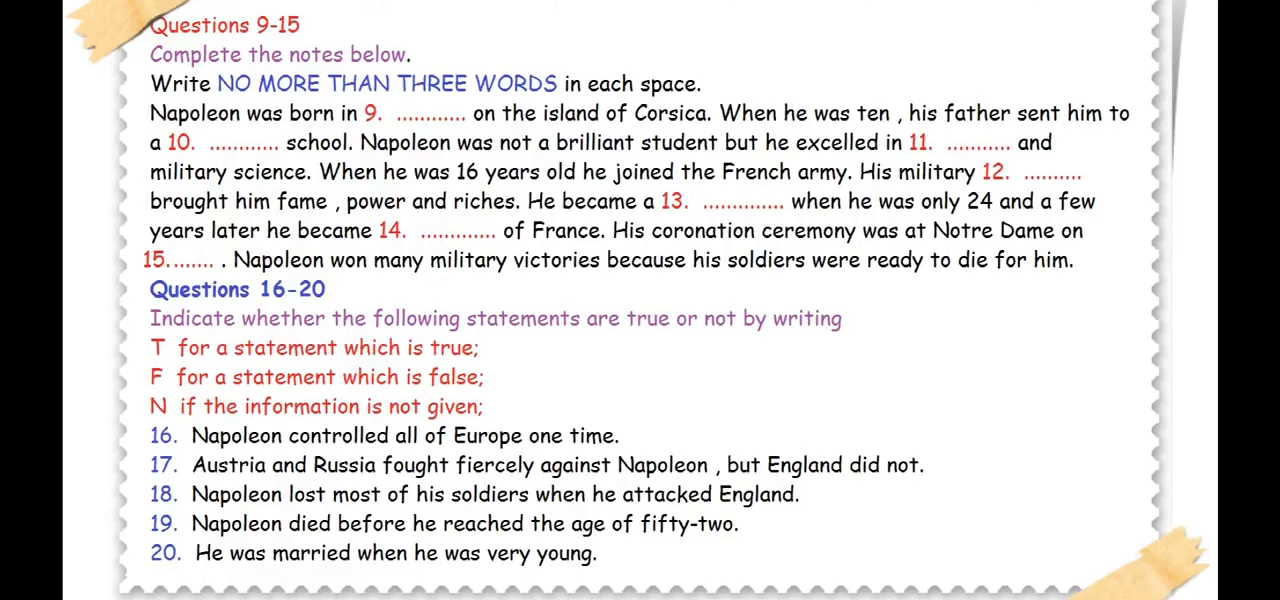 Questions 9-15
Complete the notes below.
Write NO MORE THAN THREE WORDS in each space.
Napoleon was born in 9. ............ on the island of Corsica. When he was ten , his father sent him to
a 10. ............ school. Napoleon was not a brilliant student but he excelled in 11. ........... and
military science. When he was 16 years old he joined the French army. His military 12. ..........
brought him fame , power and riches. He became a 13. .............. when he was only 24 and a few
years later he became 14. ............. of France. His coronation ceremony was at Notre Dame on
15. ........ . Napoleon won many military victories because his soldiers were ready to die for him.
Questions 16-20
Indicate whether the following statements are true or not by writing
T for a statement which is true;
F for a statement which is false;
N if the information is not given;
16. Napoleon controlled all of Europe one time.
17. Austria and Russia fought fiercely against Napoleon , but England did not.
18. Napoleon lost most of his soldiers when he attacked England.
19. Napoleon died before he reached the age of fifty-two.
20. He was married when he was very young.